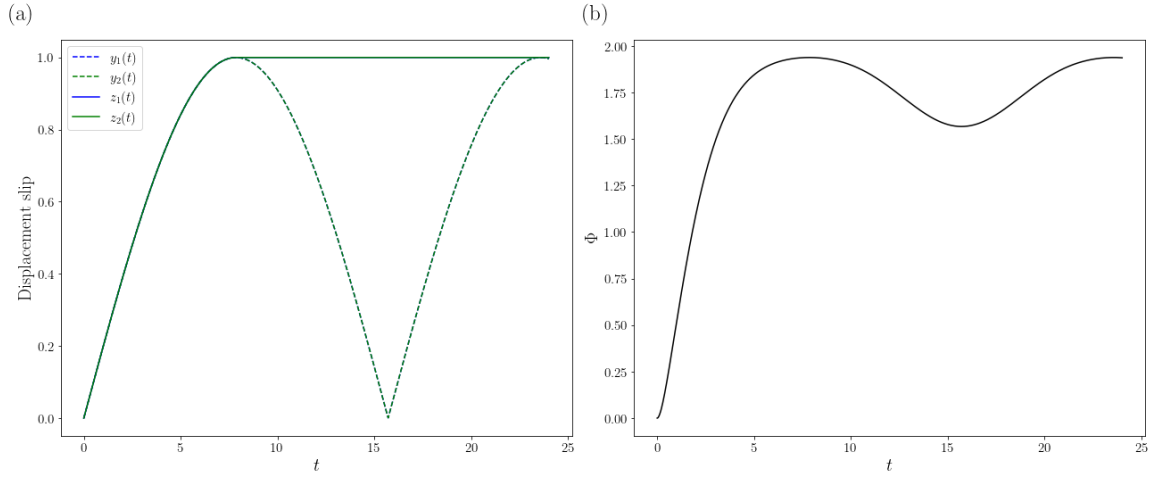 (a)
y₁(t)
y₂(t)
z₁(t)
z₂(t)
1.0
0.8
0.6
0.4
0.2
0.0
Displacement slip
0
5
10
15
20
25
t
(b)
2.00
1.75
1.50
1.25
1.00
0.75
0.50
0.25
0.00
Φ
0
5
10
15
20
25
t